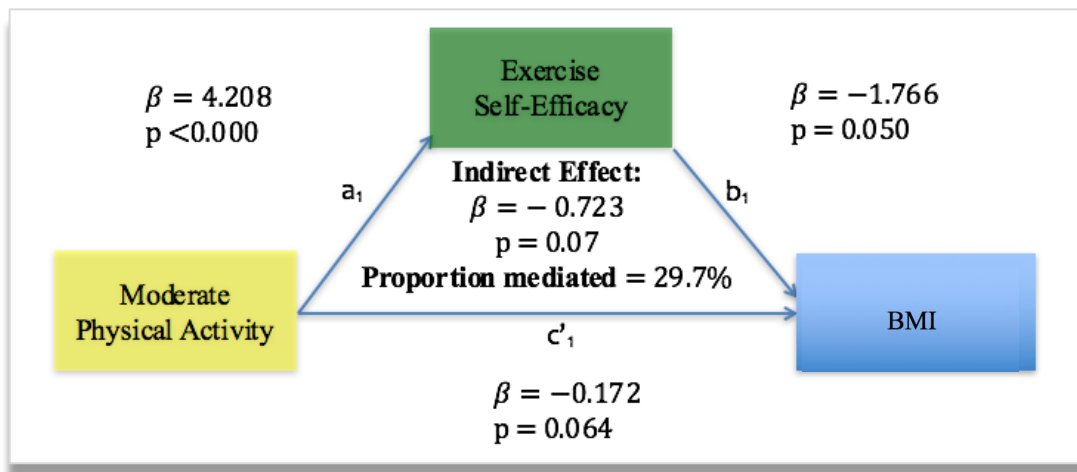 Exercise
Self-Efficacy
β = 4.208
p <0.000
β = −1.766
p = 0.050
a₁
Indirect Effect:
β = − 0.723
p = 0.07
Proportion mediated = 29.7%
b₁
Moderate
Physical Activity
BMI
c'₁
β = −0.172
p = 0.064